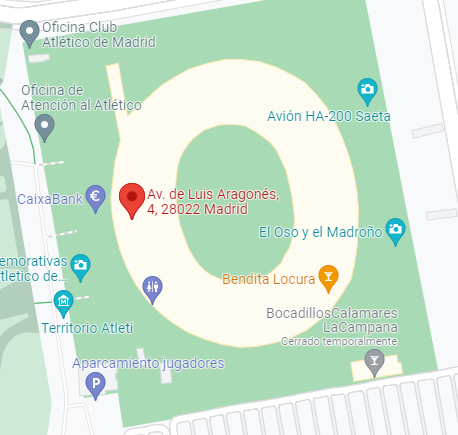 Oficina Club
Atlético de Madrid
Oficina de
Atención al Atlético
Avión HA-200 Saeta
CaixaBank
€
Av. de Luis Aragonés,
4, 28022 Madrid
El Oso y el Madroño
emorativas
tletico de...
Bendita Locura
Territorio Atleti
BocadillosCalamares
LaCampana
Cerrado temporalmente
Aparcamiento jugadores
P